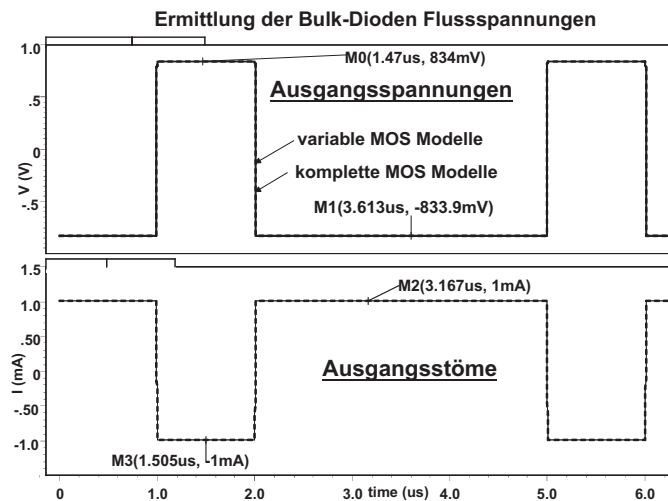 Ermittlung der Bulk-Dioden Flussspannungen
1.0
M0(1.47us, 834mV)
Ausgangsspannungen
.5
variable MOS Modelle
0
komplette MOS Modelle
V (V)
-.5
M1(3.613us, -833.9mV)
1.5
M2(3.167us, 1mA)
1.0
.50
Ausgangsstöme
0
I (mA)
-.50
-1.0
M3(1.505us, -1mA)
0 1.0 2.0 3.0 time (us) 4.0 5.0 6.0